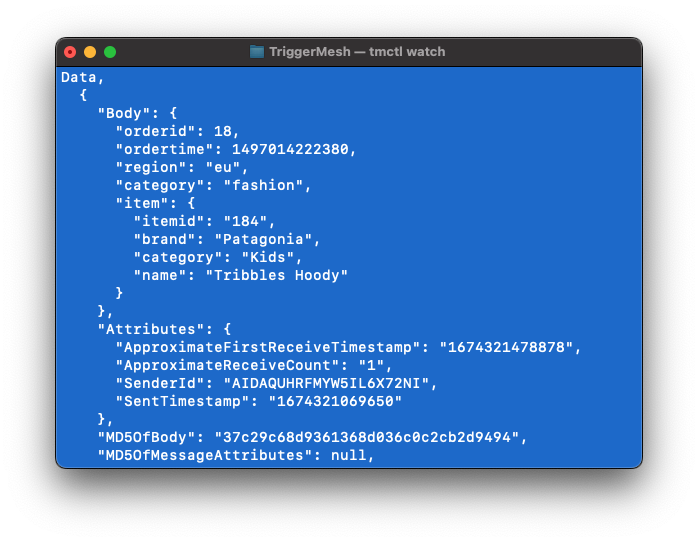 TriggerMesh — tmctl watch
Data,
  {
    "Body": {
      "orderid": 18,
      "ordertime": 1497014222380,
      "region": "eu",
      "category": "fashion",
      "item": {
        "itemid": "184",
        "brand": "Patagonia",
        "category": "Kids",
        "name": "Tribbles Hoody"
      }
    },
    "Attributes": {
      "ApproximateFirstReceiveTimestamp": "1674321478878",
      "ApproximateReceiveCount": "1",
      "SenderId": "AIDAQUHRFMYW5IL6X72NI",
      "SentTimestamp": "1674321069650"
    },
    "MD5OfBody": "37c29c68d9361368d036c0c2cb2d9494",
    "MD5OfMessageAttributes": null,